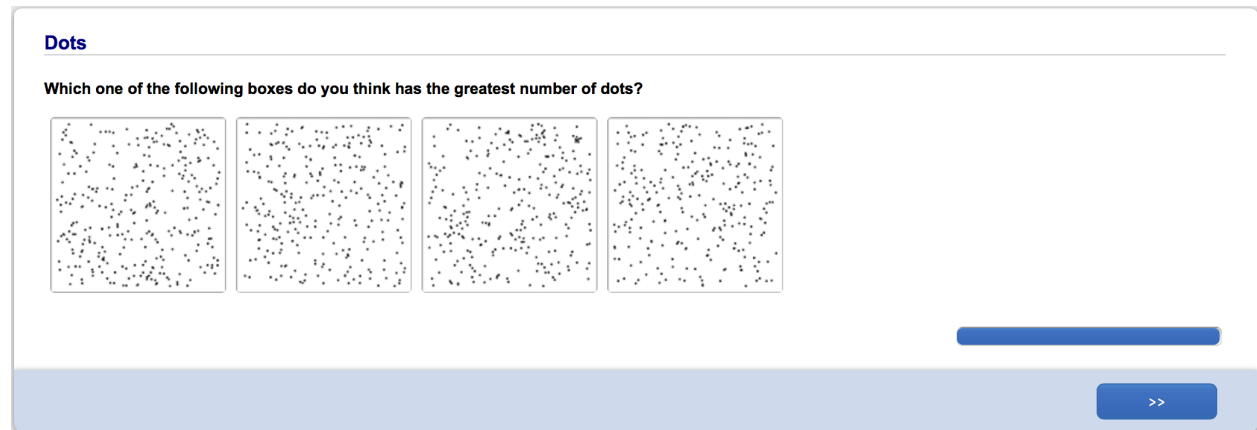 Dots
Which one of the following boxes do you think has the greatest number of dots?
>>